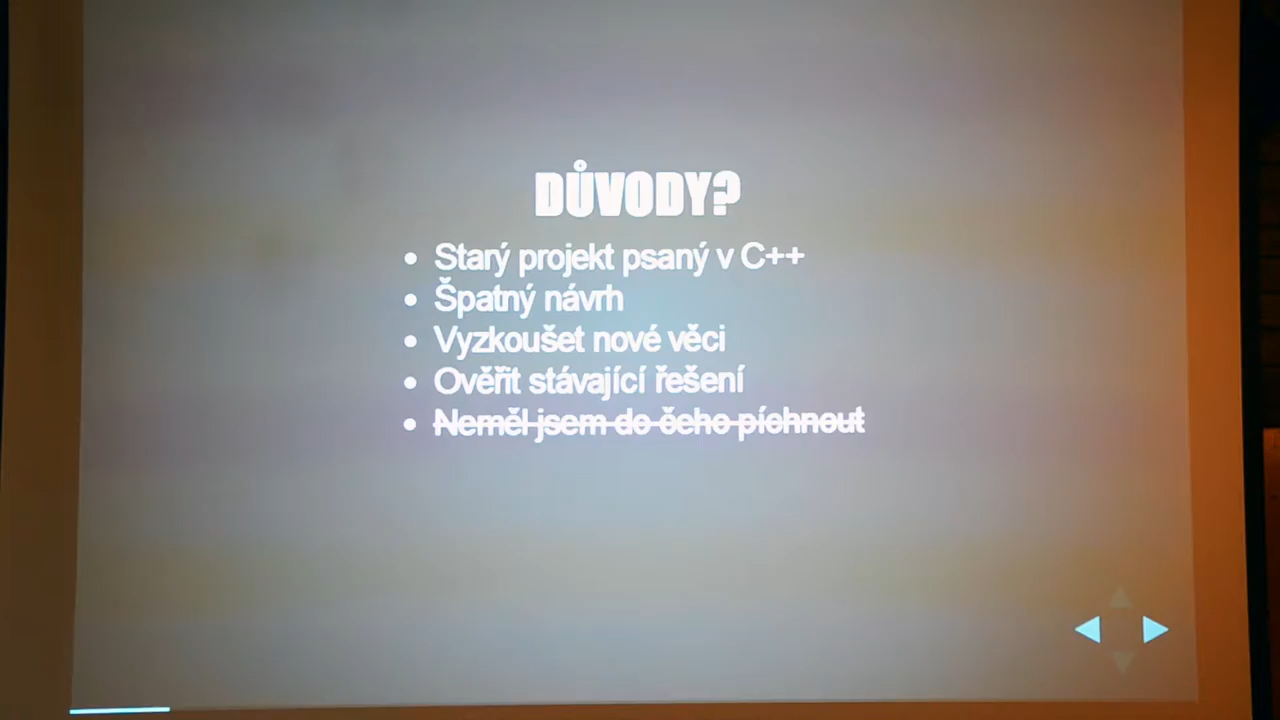 DŮVODY?
Starý projekt psaný v C++
Špatný návrh
Vyzkoušet nové věci
Ověřit stávající řešení
Neměl jsem do čeho píchnout